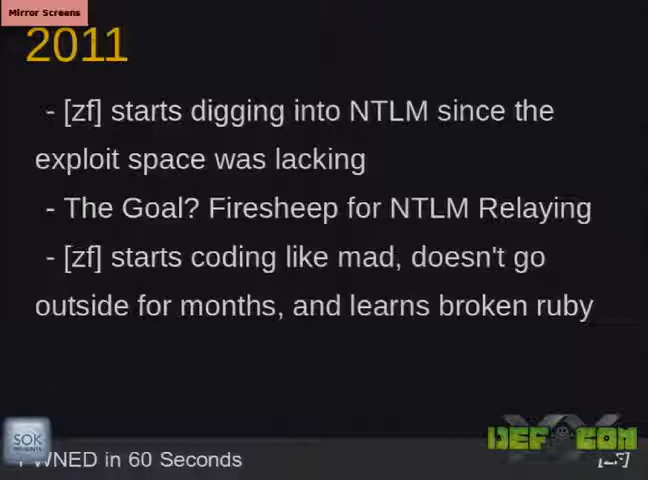 Mirror Screens
2011
- [zf] starts digging into NTLM since the
exploit space was lacking
- The Goal? Firesheep for NTLM Relaying
- [zf] starts coding like mad, doesn't go
outside for months, and learns broken ruby
SOK
DEFCON
WNED in 60 Seconds